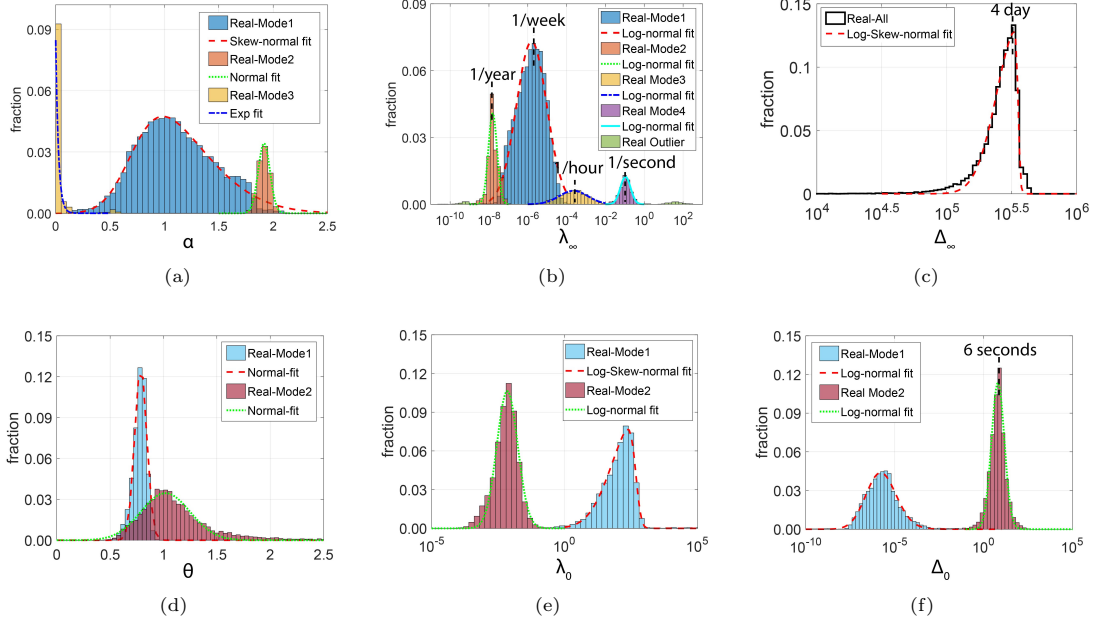 0.09
0.06
0.03
0.00
fraction
0 0.5 1 1.5 2 2.5
α
Real-Mode1
Skew-normal fit
Real-Mode2
Normal fit
Real-Mode3
Exp fit
(a)
0.09
0.06
0.03
0.00
fraction
1/year
1/week
/hour
1/second
10^-10 10^-8 10^-6 10^-4 10^-2 10^0 10^2
λ∞
Real-Mode1
Log-normal fit
Real-Mode2
Log-normal fit
Real Mode3
Log-normal fit
Real Mode4
Log-normal fit
Real Outlier
(b)
0.15
0.1
0.05
0
fraction
4 day
Real-All
Log-Skew-normal fit
10^4 10^4.5 10^5 10^5.5 10^6
Δ∞
(c)
0.15
0.12
0.09
0.06
0.03
0.00
fraction
0 0.5 1 1.5 2 2.5
θ
Real-Mode1
Normal-fit
Real-Mode2
Normal-fit
(d)
0.15
0.12
0.09
0.06
0.03
0.00
fraction
10^-5 10^0 10^5
λ0
Real-Mode1
Log-Skew-normal fit
Real-Mode2
Log-normal fit
(e)
0.15
0.12
0.09
0.06
0.03
0.00
fraction
6 seconds
Real-Mode1
Log-normal fit
Real Mode2
Log-normal fit
10^-10 10^-5 10^0 10^5
Δ0
(f)